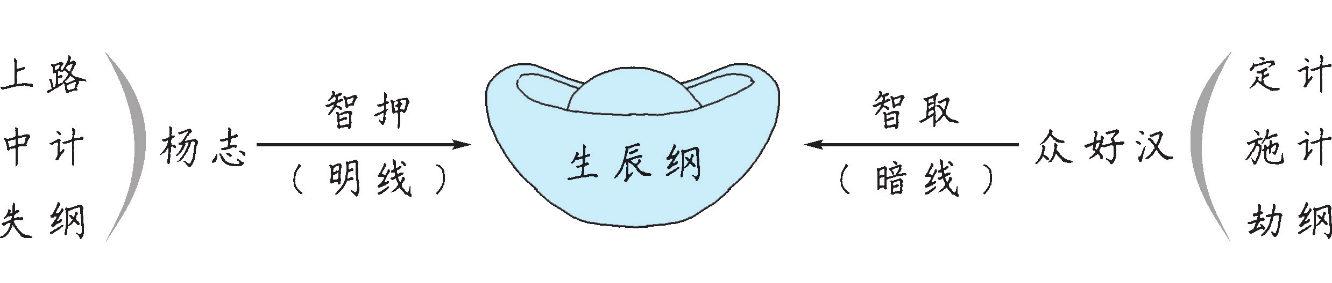 上路
中计
失纲
杨志
智押
（明线）
生辰纲
智取
（暗线）
众好汉
定计
施计
劫纲